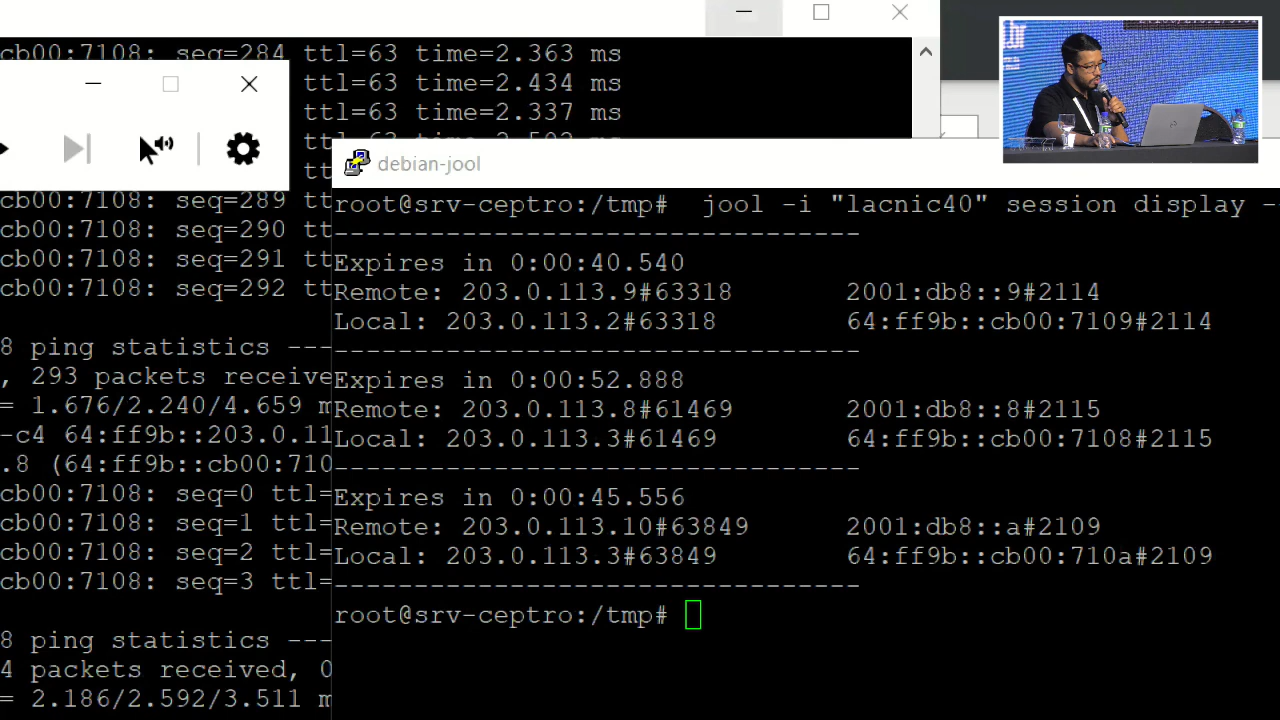 cb00:7108: seq=284 ttl=63 time=2.363 ms
ttl=63 time=2.434 ms
ttl=63 time=2.337 ms
debian-jool
cb00:7108: seq=289 tt
cb00:7108: seq=290 tt
cb00:7108: seq=291 tt
cb00:7108: seq=292 tt
8 ping statistics ---
, 293 packets receive
= 1.676/2.240/4.659 m
-c4 64:ff9b::203.0.11
.8 (64:ff9b::cb00:710
cb00:7108: seq=0 ttl=
cb00:7108: seq=1 ttl=
cb00:7108: seq=2 ttl=
cb00:7108: seq=3 ttl=
8 ping statistics ---
4 packets received, 0
= 2.186/2.592/3.511 m
root@srv-ceptro:/tmp#  jool -i "lacnic40" session display -
---------------------------------
Expires in 0:00:40.540
Remote: 203.0.113.9#63318 2001:db8::9#2114
Local: 203.0.113.2#63318 64:ff9b::cb00:7109#2114
---------------------------------
Expires in 0:00:52.888
Remote: 203.0.113.8#61469 2001:db8::8#2115
Local: 203.0.113.3#61469 64:ff9b::cb00:7108#2115
---------------------------------
Expires in 0:00:45.556
Remote: 203.0.113.10#63849 2001:db8::a#2109
Local: 203.0.113.3#63849 64:ff9b::cb00:710a#2109
---------------------------------
root@srv-ceptro:/tmp#